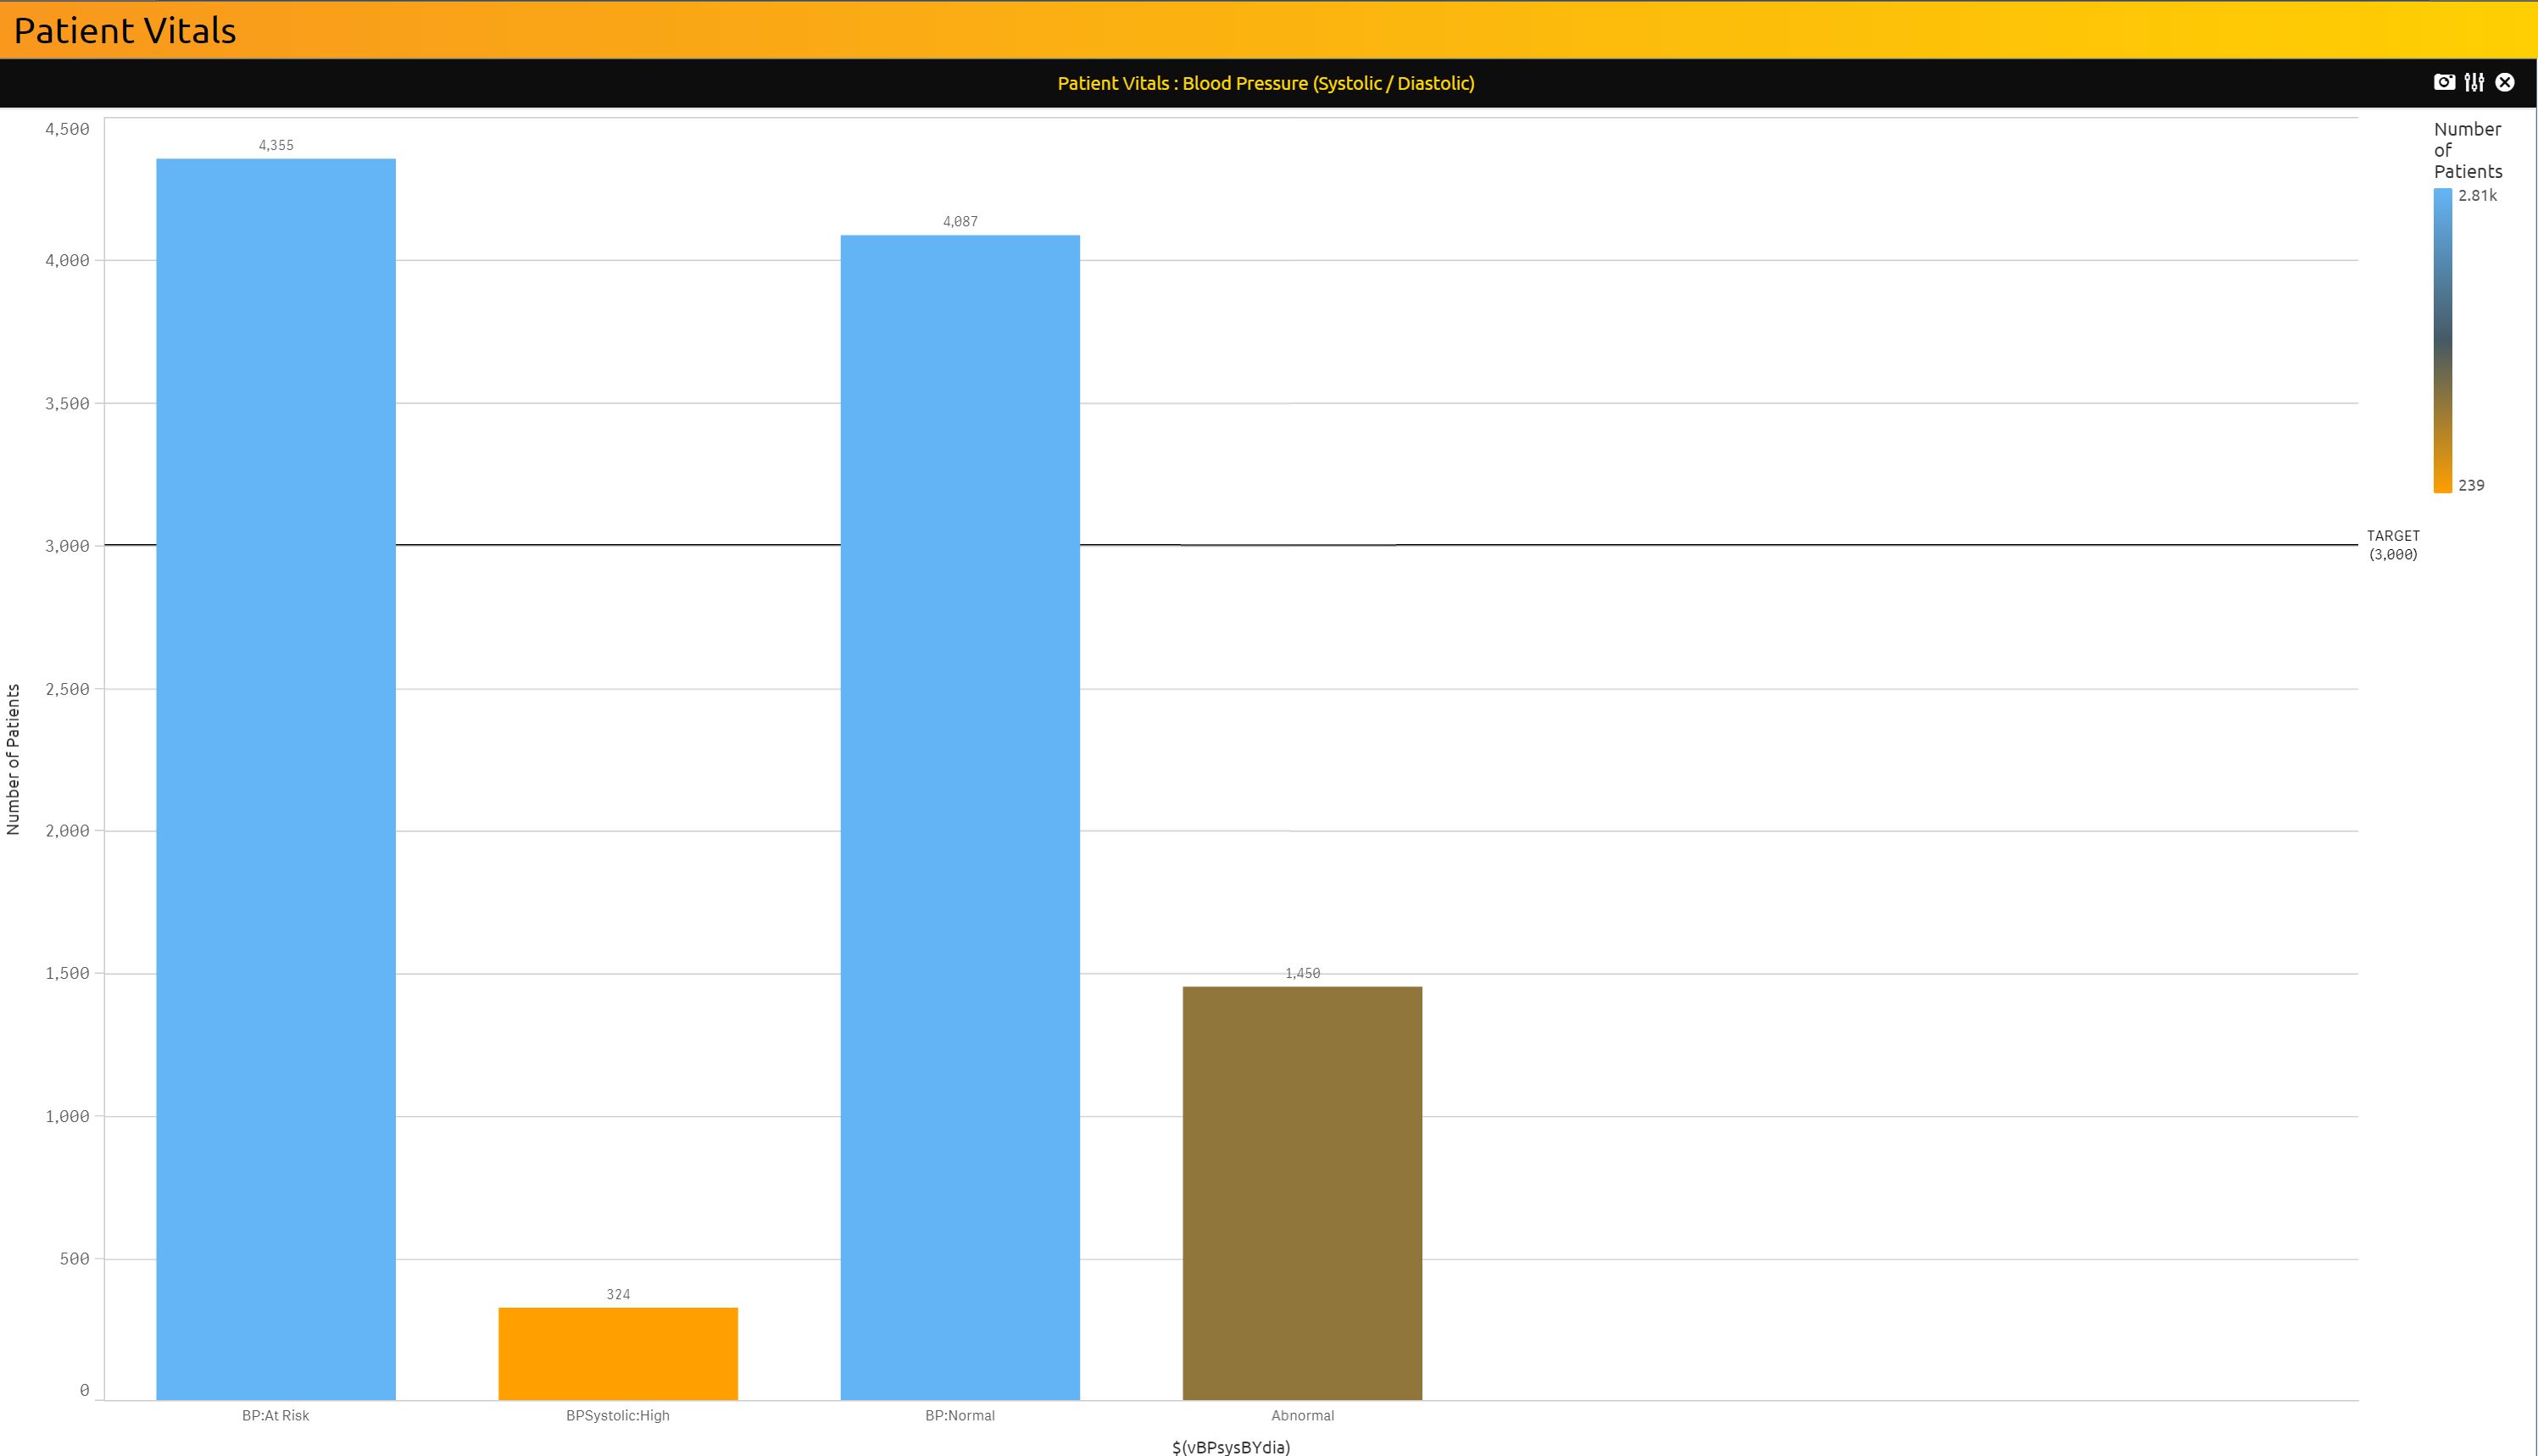 Patient Vitals
Patient Vitals : Blood Pressure (Systolic / Diastolic)
Number of Patients
4,500
4,000
3,500
3,000
2,500
2,000
1,500
1,000
500
0
4,355
324
4,087
1,450
BP:At Risk
BPSystolic:High
BP:Normal
Abnormal
$(vBPsysBYdia)
Number
of
Patients
2.81k
239
TARGET
(3,000)